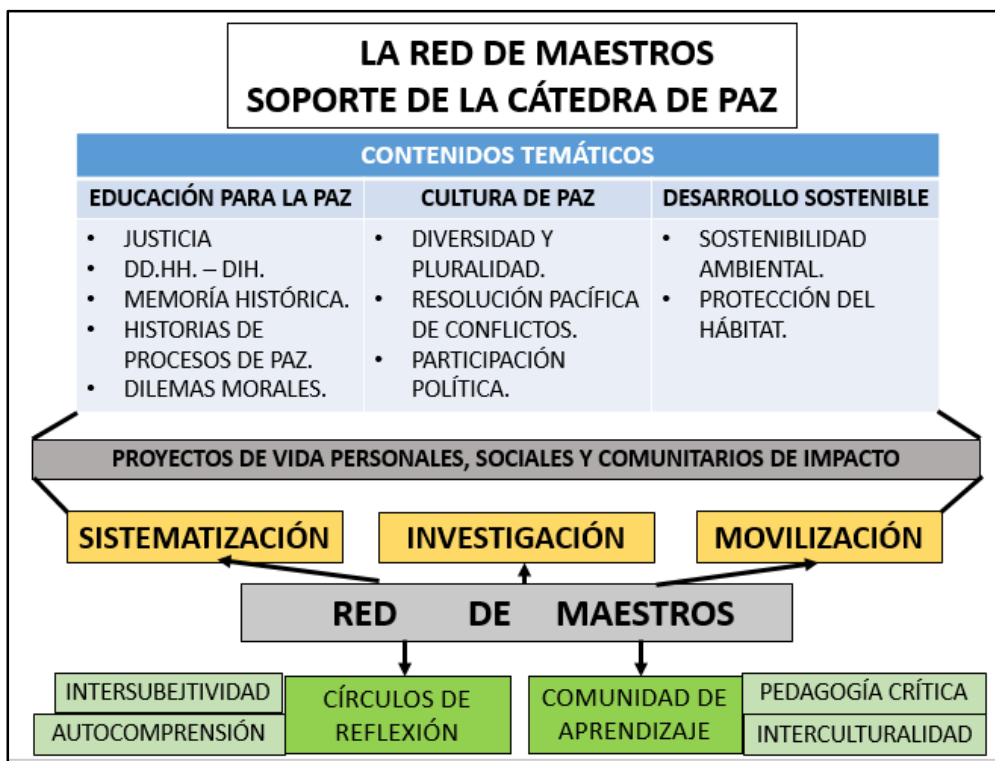 LA RED DE MAESTROS
SOPORTE DE LA CÁTEDRA DE PAZ
CONTENIDOS TEMÁTICOS
EDUCACIÓN PARA LA PAZ
• JUSTICIA
• DD.HH. – DIH.
• MEMORÍA HISTÓRICA.
• HISTORIAS DE
PROCESOS DE PAZ.
• DILEMAS MORALES.
CULTURA DE PAZ
• DIVERSIDAD Y
PLURALIDAD.
• RESOLUCIÓN PACÍFICA
DE CONFLICTOS.
• PARTICIPACIÓN
POLÍTICA.
DESARROLLO SOSTENIBLE
• SOSTENIBILIDAD
AMBIENTAL.
• PROTECCIÓN DEL
HÁBITAT.
PROYECTOS DE VIDA PERSONALES, SOCIALES Y COMUNITARIOS DE IMPACTO
SISTEMATIZACIÓN
INVESTIGACIÓN
MOVILIZACIÓN
RED DE MAESTROS
INTERSUBEJTIVIDAD
AUTOCOMPRENSIÓN
CÍRCULOS DE
REFLEXIÓN
COMUNIDAD DE
APRENDIZAJE
PEDAGOGÍA CRÍTICA
INTERCULTURALIDAD